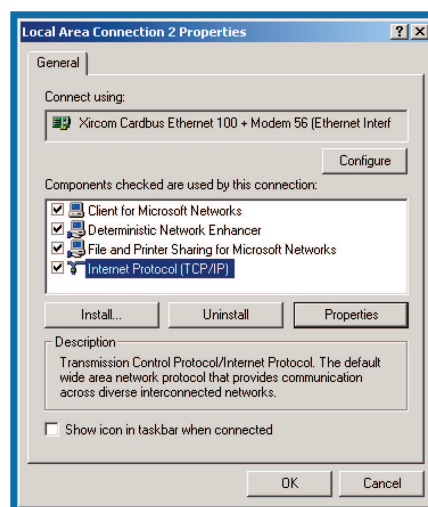 Local Area Connection 2 Properties
General
Connect using:
Xircom Cardbus Ethernet 100 + Modem 56 (Ethernet Interf
Configure
Components checked are used by this connection:
Client for Microsoft Networks
Deterministic Network Enhancer
File and Printer Sharing for Microsoft Networks
Internet Protocol (TCP/IP)
Install...
Uninstall
Properties
Description
Transmission Control Protocol/Internet Protocol. The default
wide area network protocol that provides communication
across diverse interconnected networks.
Show icon in taskbar when connected
OK
Cancel